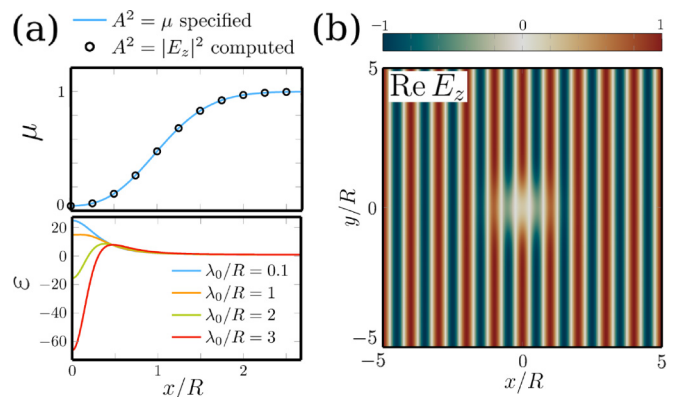 (a)
A² = μ specified
A² = |E_z|² computed
μ
1
0
ε
20
0
−20
−40
−60
λ₀/R = 0.1
λ₀/R = 1
λ₀/R = 2
λ₀/R = 3
0
1
2
x/R
(b)
−1
0
1
Re E_z
y/R
5
0
−5
−5
0
5
x/R